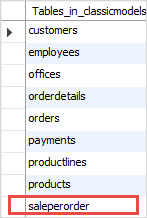 Tables_in_classicmodels
customers
employees
offices
orderdetails
orders
payments
productlines
products
saleperorder